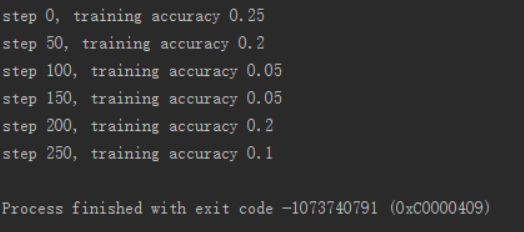 step 0, training accuracy 0.25
step 50, training accuracy 0.2
step 100, training accuracy 0.05
step 150, training accuracy 0.05
step 200, training accuracy 0.2
step 250, training accuracy 0.1
Process finished with exit code -1073740791 (0xC0000409)